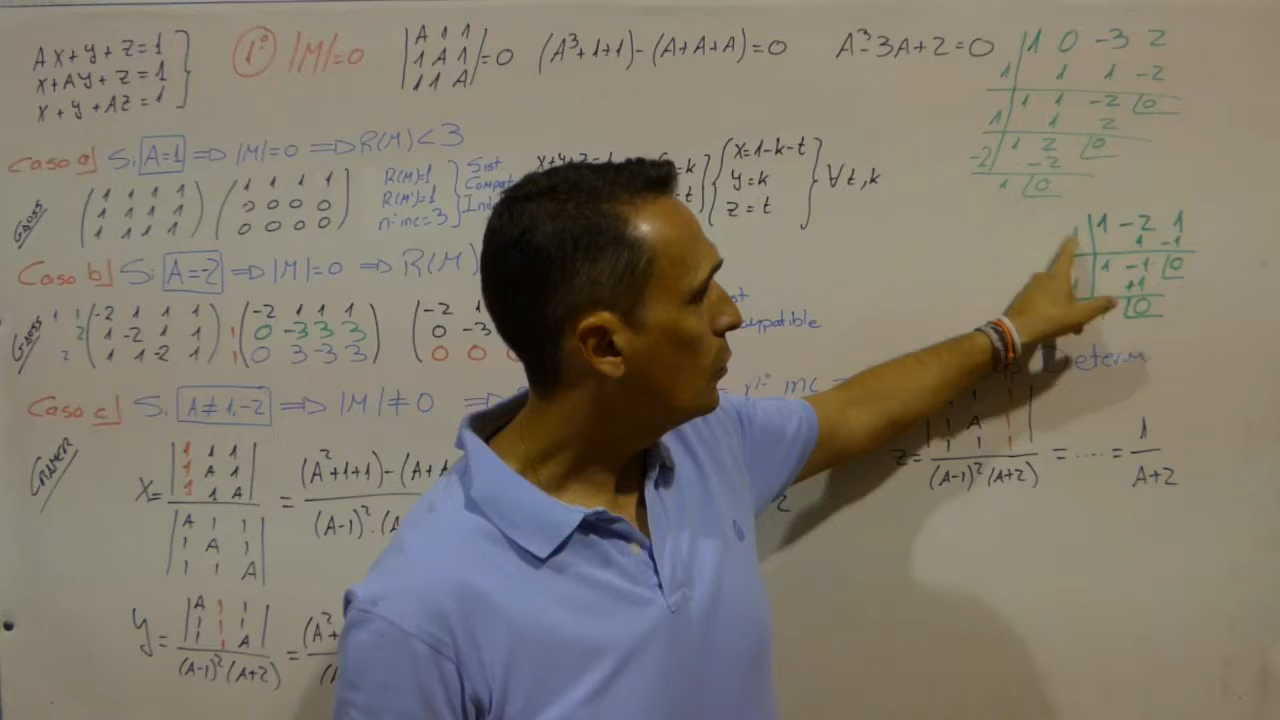 Ax+y+z=1
x+Ay+z=1
x+y+Az=1
1º |M|=0
A 1 1
1 A 1 =0
1 1 A
(A³+1+1)-(A+A+A)=0
A³-3A+2=0
1 0 -3 2
1 1 1 -2
1 1 -2 0
1 1 2
1 2 0
-2 -2
1 0
Caso a] Si A=1 => |M|=0 => R(M)<3
Gauss
1 1 1 1
1 1 1 1
1 1 1 1
1 1 1 1
0 0 0 0
0 0 0 0
R(M)=1
R(M')=1
nº inc=3
Sist.
Compat
Ind
x=1-k-t
y=k
z=t
∀t,k
1 -2 1
1 -1
1 -1 0
+1
0
Caso b] Si A=-2 => |M|=0 => R(M)
Gauss
-2 1 1 1
1 -2 1 1
1 1 -2 1
-2 1 1 1
0 -3 3 3
0 3 -3 3
-2 1
0 -3
0 0
Caso c] Si A≠1,-2 => |M|≠0 =>
nº inc =
Determ
Cramer
x=
1 1 1
1 A 1
1 1 A
A 1 1
1 A 1
1 1 A
= (A²+1+1)-(A+1
(A-1)².(A
z=
(A-1)²(A+2)
= .... = 1
A+2
y=
A 1 1
1 1 1
1 1 A
(A-1)²(A+2)
= (A²+